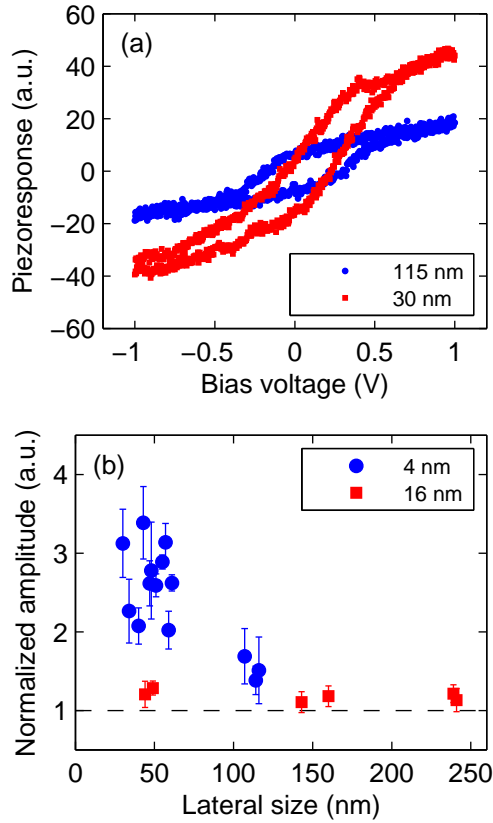 (a)
Piezoresponse (a.u.)
60
40
20
0
−20
−40
−60
115 nm
30 nm
−1
−0.5
0
0.5
1
Bias voltage (V)
(b)
Normalized amplitude (a.u.)
4
3
2
1
4 nm
16 nm
0
50
100
150
200
250
Lateral size (nm)